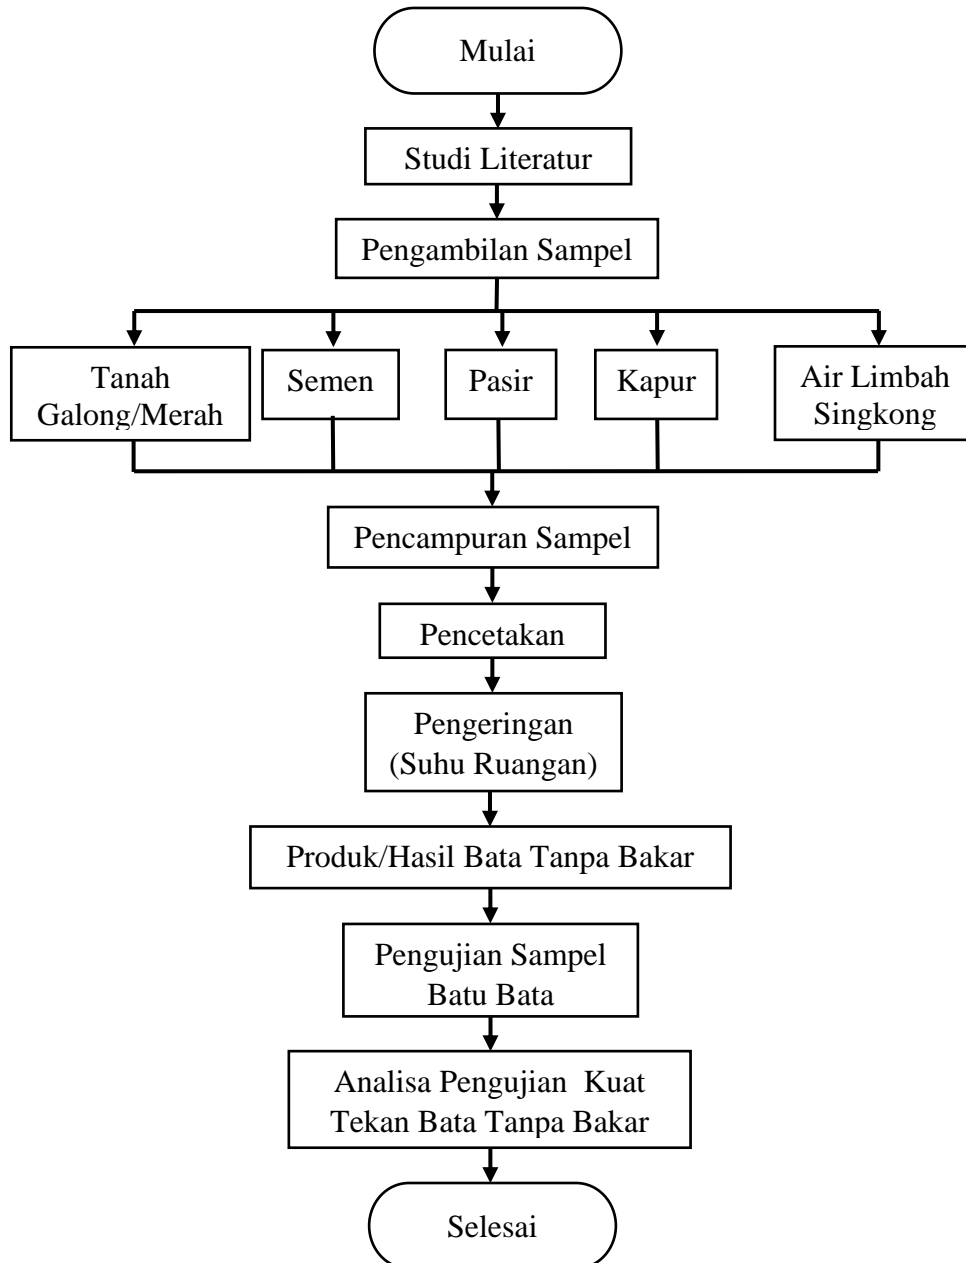 Mulai
Studi Literatur
Pengambilan Sampel
Tanah
Galong/Merah
Semen
Pasir
Kapur
Air Limbah
Singkong
Pencampuran Sampel
Pencetakan
Pengeringan
(Suhu Ruangan)
Produk/Hasil Bata Tanpa Bakar
Pengujian Sampel
Batu Bata
Analisa Pengujian  Kuat
Tekan Bata Tanpa Bakar
Selesai